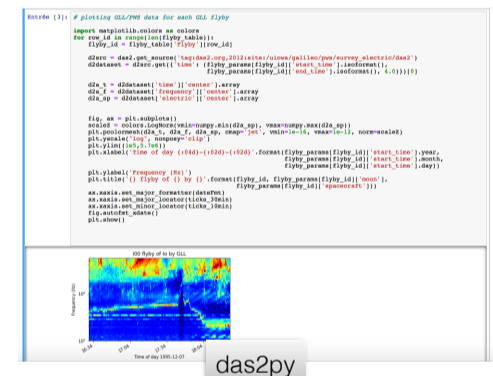 Entrée [3]: # plotting GLL/PWS data for each GLL flyby
import matplotlib.colors as colors
for row_id in range(len(flyby_table)):
flyby_id = flyby_table['Flyby'][row_id]
d2src = das2.get_source('tag:das2.org,2012:site:/uiowa/galileo/pws/survey_electric/das2')
d2dataset = d2src.get({'time': (flyby_params[flyby_id]['start_time'].isoformat(),
flyby_params[flyby_id]['end_time'].isoformat(), 4.0)})[0]
d2a_t = d2dataset['time']['center'].array
d2a_f = d2dataset['frequency']['center'].array
d2a_sp = d2dataset['electric']['center'].array
fig, ax = plt.subplots()
scaleZ = colors.LogNorm(vmin=numpy.min(d2a_sp), vmax=numpy.max(d2a_sp))
plt.pcolormesh(d2a_t, d2a_f, d2a_sp, cmap='jet', vmin=1e-16, vmax=1e-12, norm=scaleZ)
plt.yscale("log", nonposy='clip')
plt.ylim([1e5,5.7e6])
plt.xlabel('Time of day {:04d}-{:02d}-{:02d}'.format(flyby_params[flyby_id]['start_time'].year,
flyby_params[flyby_id]['start_time'].month,
flyby_params[flyby_id]['start_time'].day))
plt.ylabel('Frequency (Hz)')
plt.title('{} flyby of {} by {}'.format(flyby_id, flyby_params[flyby_id]['moon'],
flyby_params[flyby_id]['spacecraft']))
ax.xaxis.set_major_formatter(dateFmt)
ax.xaxis.set_major_locator(ticks_30min)
ax.xaxis.set_minor_locator(ticks_10min)
fig.autofmt_xdate()
plt.show()
I00 flyby of Io by GLL
Frequency (Hz)
Time of day 1995-12-07
das2py